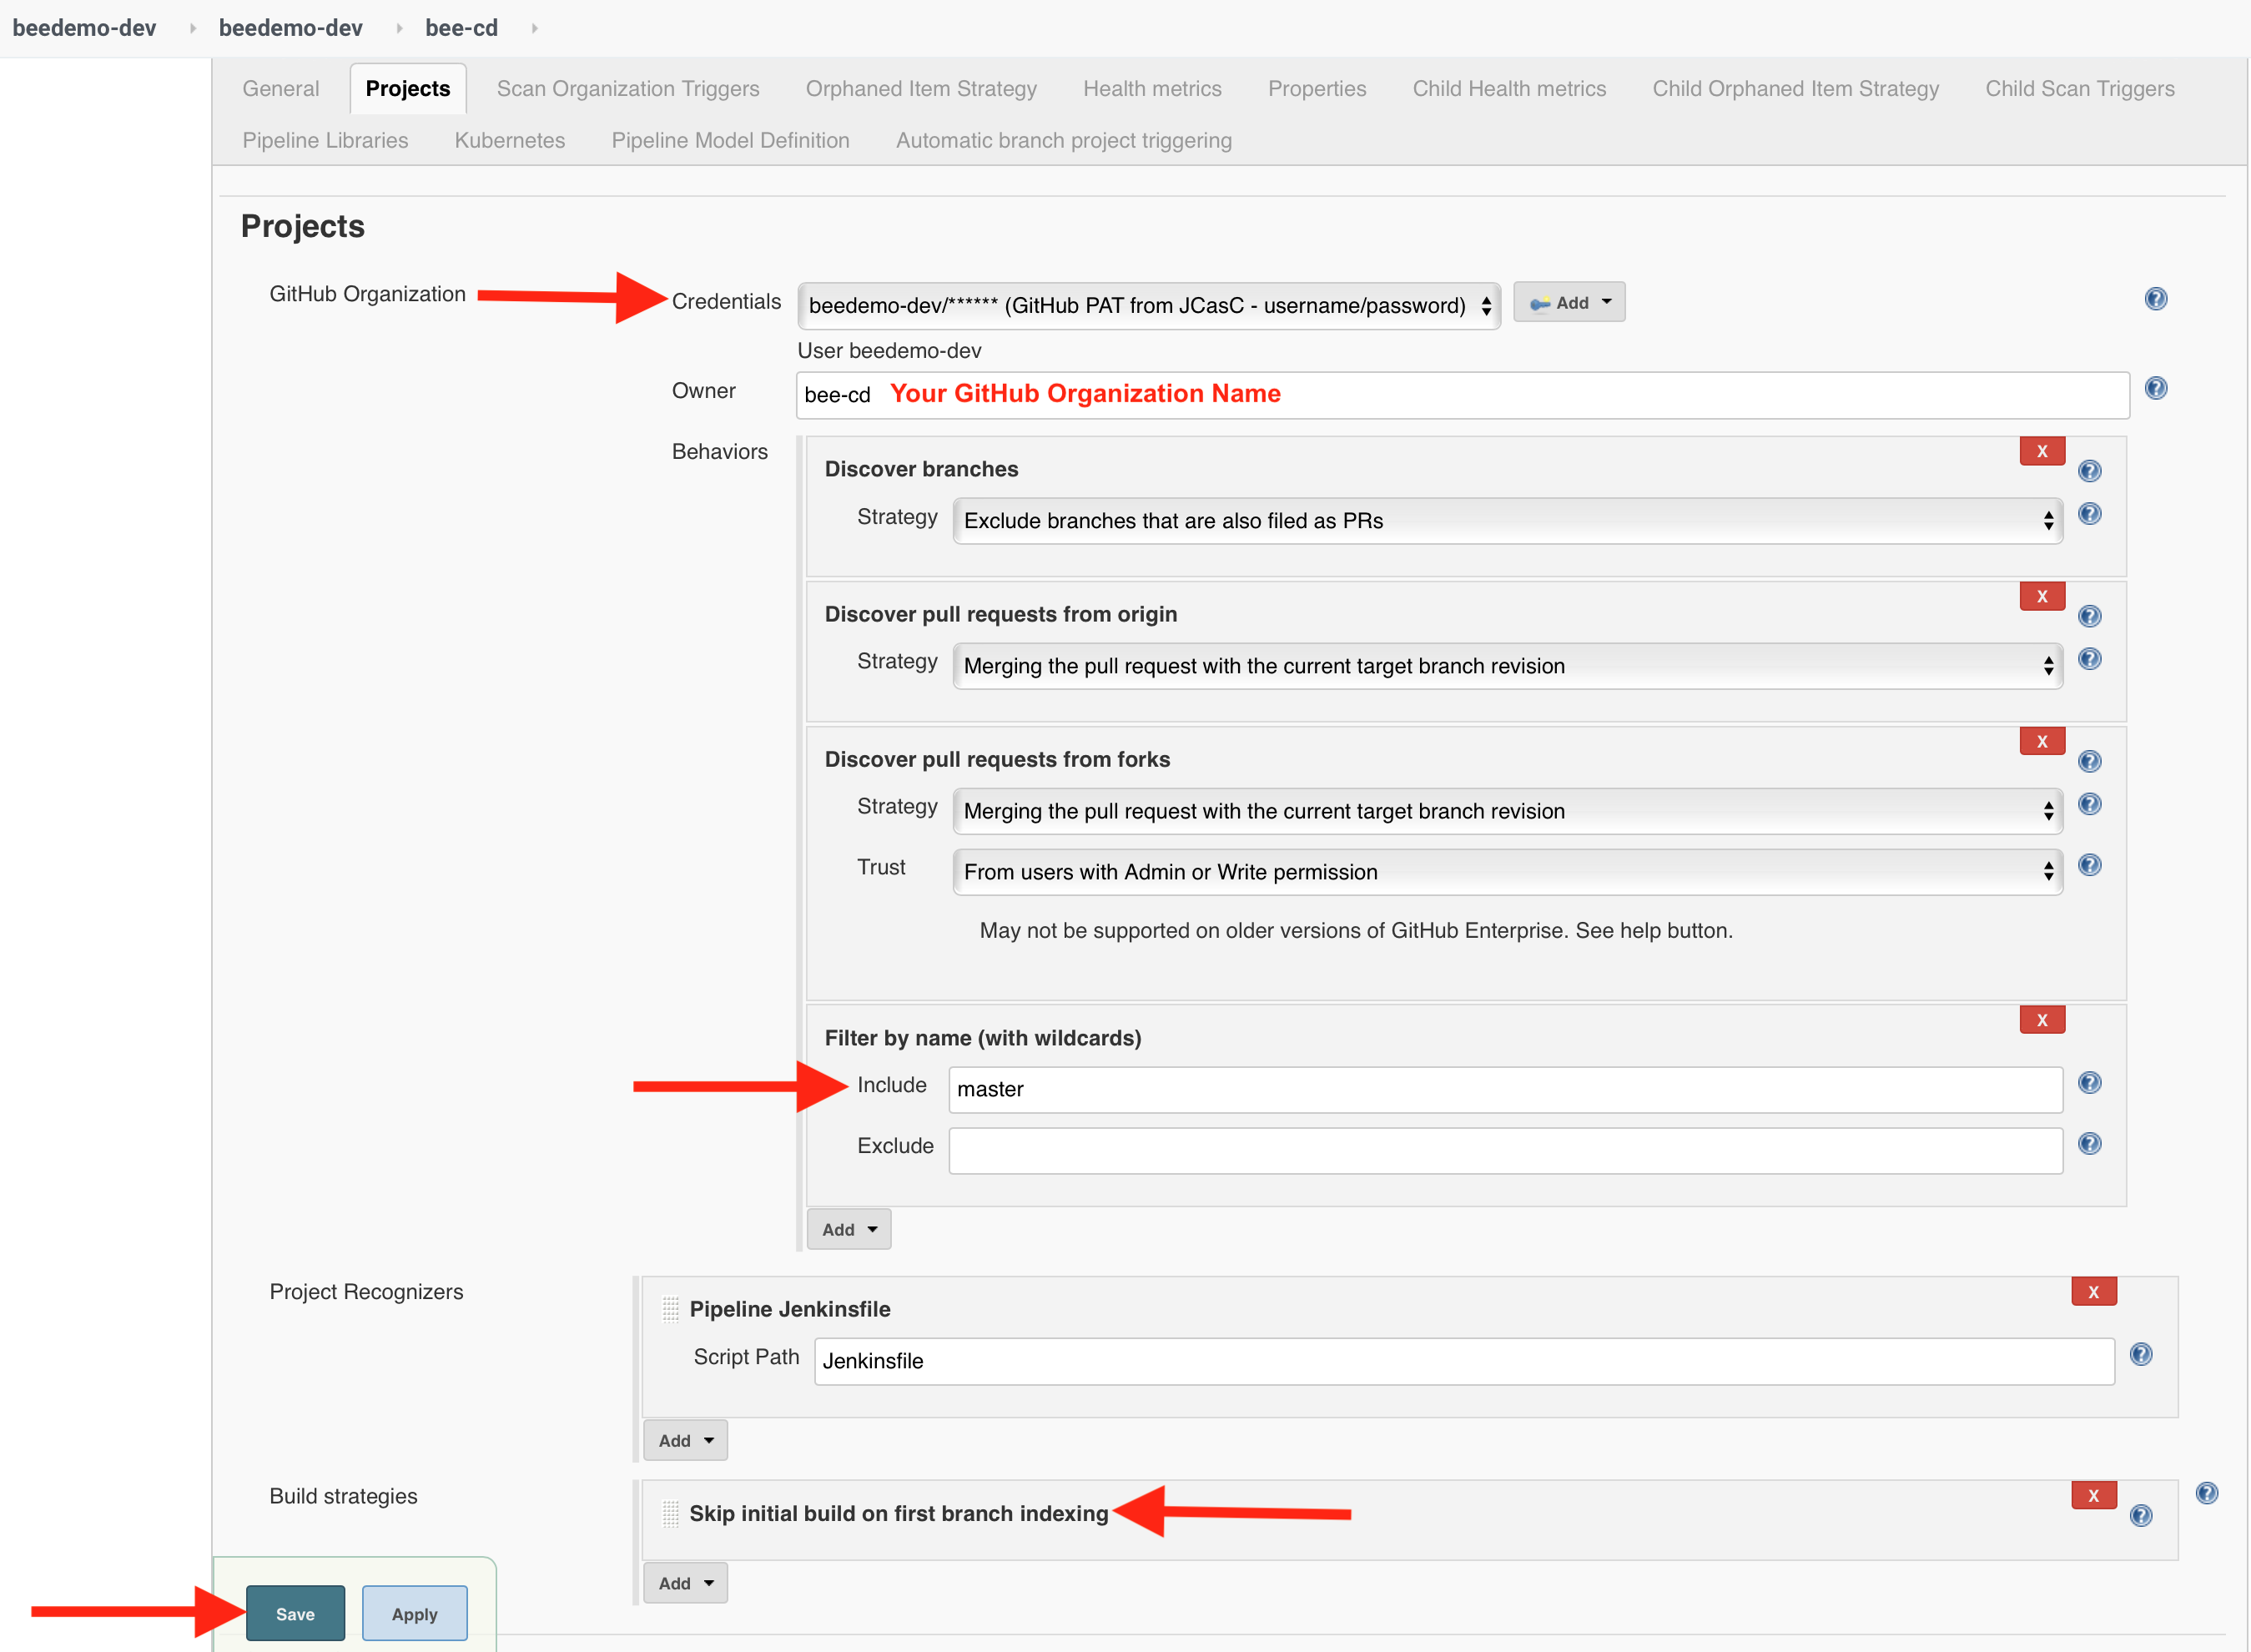 beedemo-dev beedemo-dev bee-cd
General Projects Scan Organization Triggers Orphaned Item Strategy Health metrics Properties Child Health metrics Child Orphaned Item Strategy Child Scan Triggers
Pipeline Libraries Kubernetes Pipeline Model Definition Automatic branch project triggering
Projects
GitHub Organization Credentials beedemo-dev/****** (GitHub PAT from JCasC - username/password) Add
User beedemo-dev
Owner bee-cd Your GitHub Organization Name
Behaviors
X
Discover branches
Strategy Exclude branches that are also filed as PRs
X
Discover pull requests from origin
Strategy Merging the pull request with the current target branch revision
X
Discover pull requests from forks
Strategy Merging the pull request with the current target branch revision
Trust From users with Admin or Write permission
May not be supported on older versions of GitHub Enterprise. See help button.
X
Filter by name (with wildcards)
Include master
Exclude
Add
Project Recognizers
X
Pipeline Jenkinsfile
Script Path Jenkinsfile
Add
Build strategies
X
Skip initial build on first branch indexing
Add
Save Apply